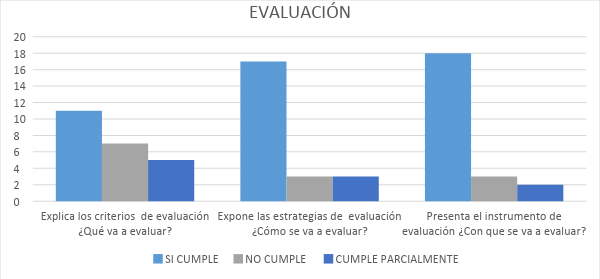 EVALUACIÓN
20
18
16
14
12
10
8
6
4
2
0
Explica los criterios de evaluación
¿Qué va a evaluar?
Expone las estrategias de evaluación
¿Cómo se va a evaluar?
Presenta el instrumento de
evaluación ¿Con que se va a evaluar?
SI CUMPLE
NO CUMPLE
CUMPLE PARCIALMENTE